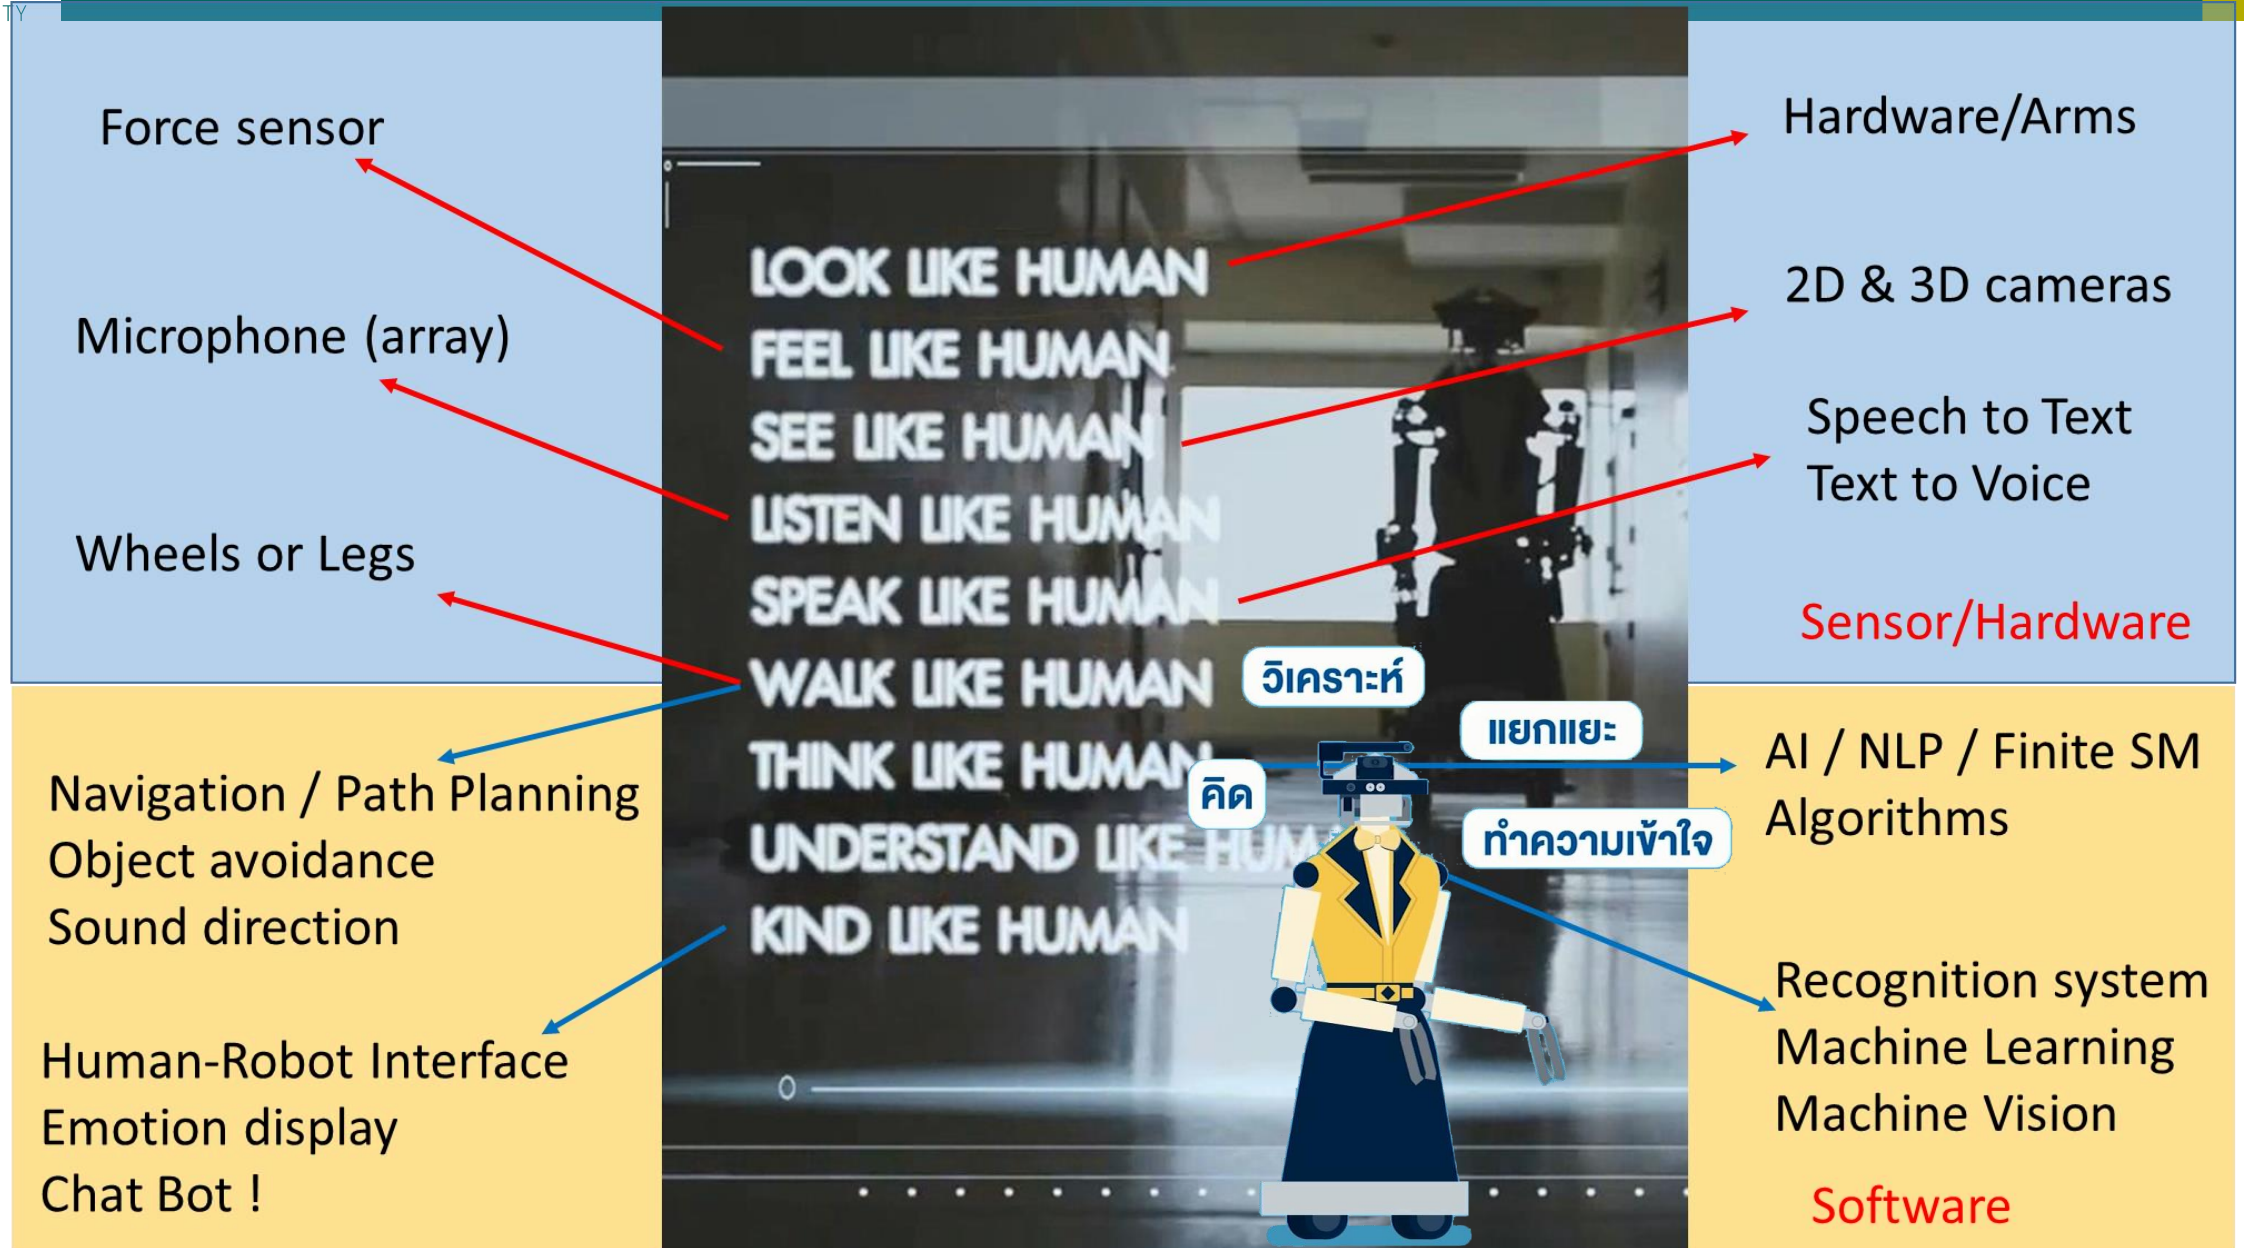 TY
Force sensor
Microphone (array)
Wheels or Legs
LOOK LIKE HUMAN
FEEL LIKE HUMAN
SEE LIKE HUMAN
LISTEN LIKE HUMAN
SPEAK LIKE HUMAN
WALK LIKE HUMAN
THINK LIKE HUMAN
UNDERSTAND LIKE
KIND LIKE HUMAN
วิเคราะห์
แยกแยะ
คิด
ทำความเข้าใจ
Hardware/Arms
2D & 3D cameras
Speech to Text
Text to Voice
Sensor/Hardware
Navigation / Path Planning
Object avoidance
Sound direction
Human-Robot Interface
Emotion display
Chat Bot !
AI / NLP / Finite SM
Algorithms
Recognition system
Machine Learning
Machine Vision
Software